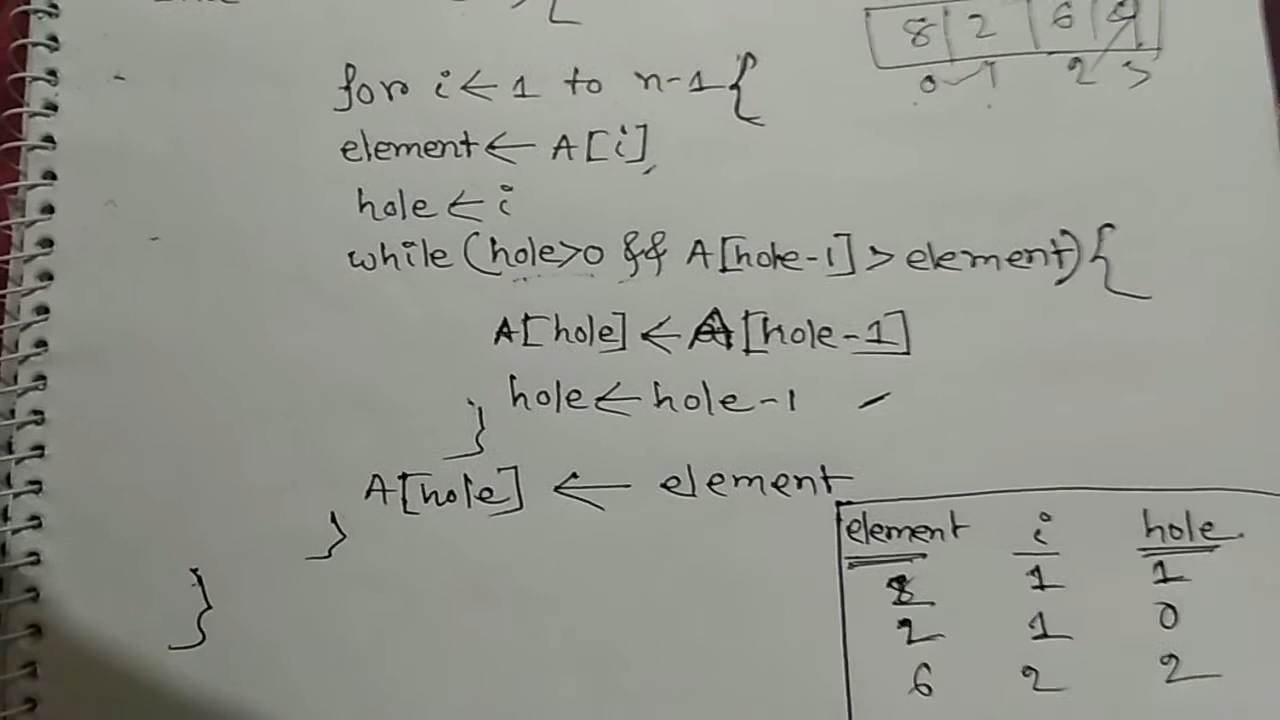 {
8 2 6
0 1 2 3
for i ← 1 to n-1 {
element ← A[i]
hole ← i
while (hole>0 && A[hole-1] > element) {
A[hole] ← A[hole-1]
hole ← hole-1
}
A[hole] ← element
}
}
element i hole
8 1 1
2 1 0
6 2 2